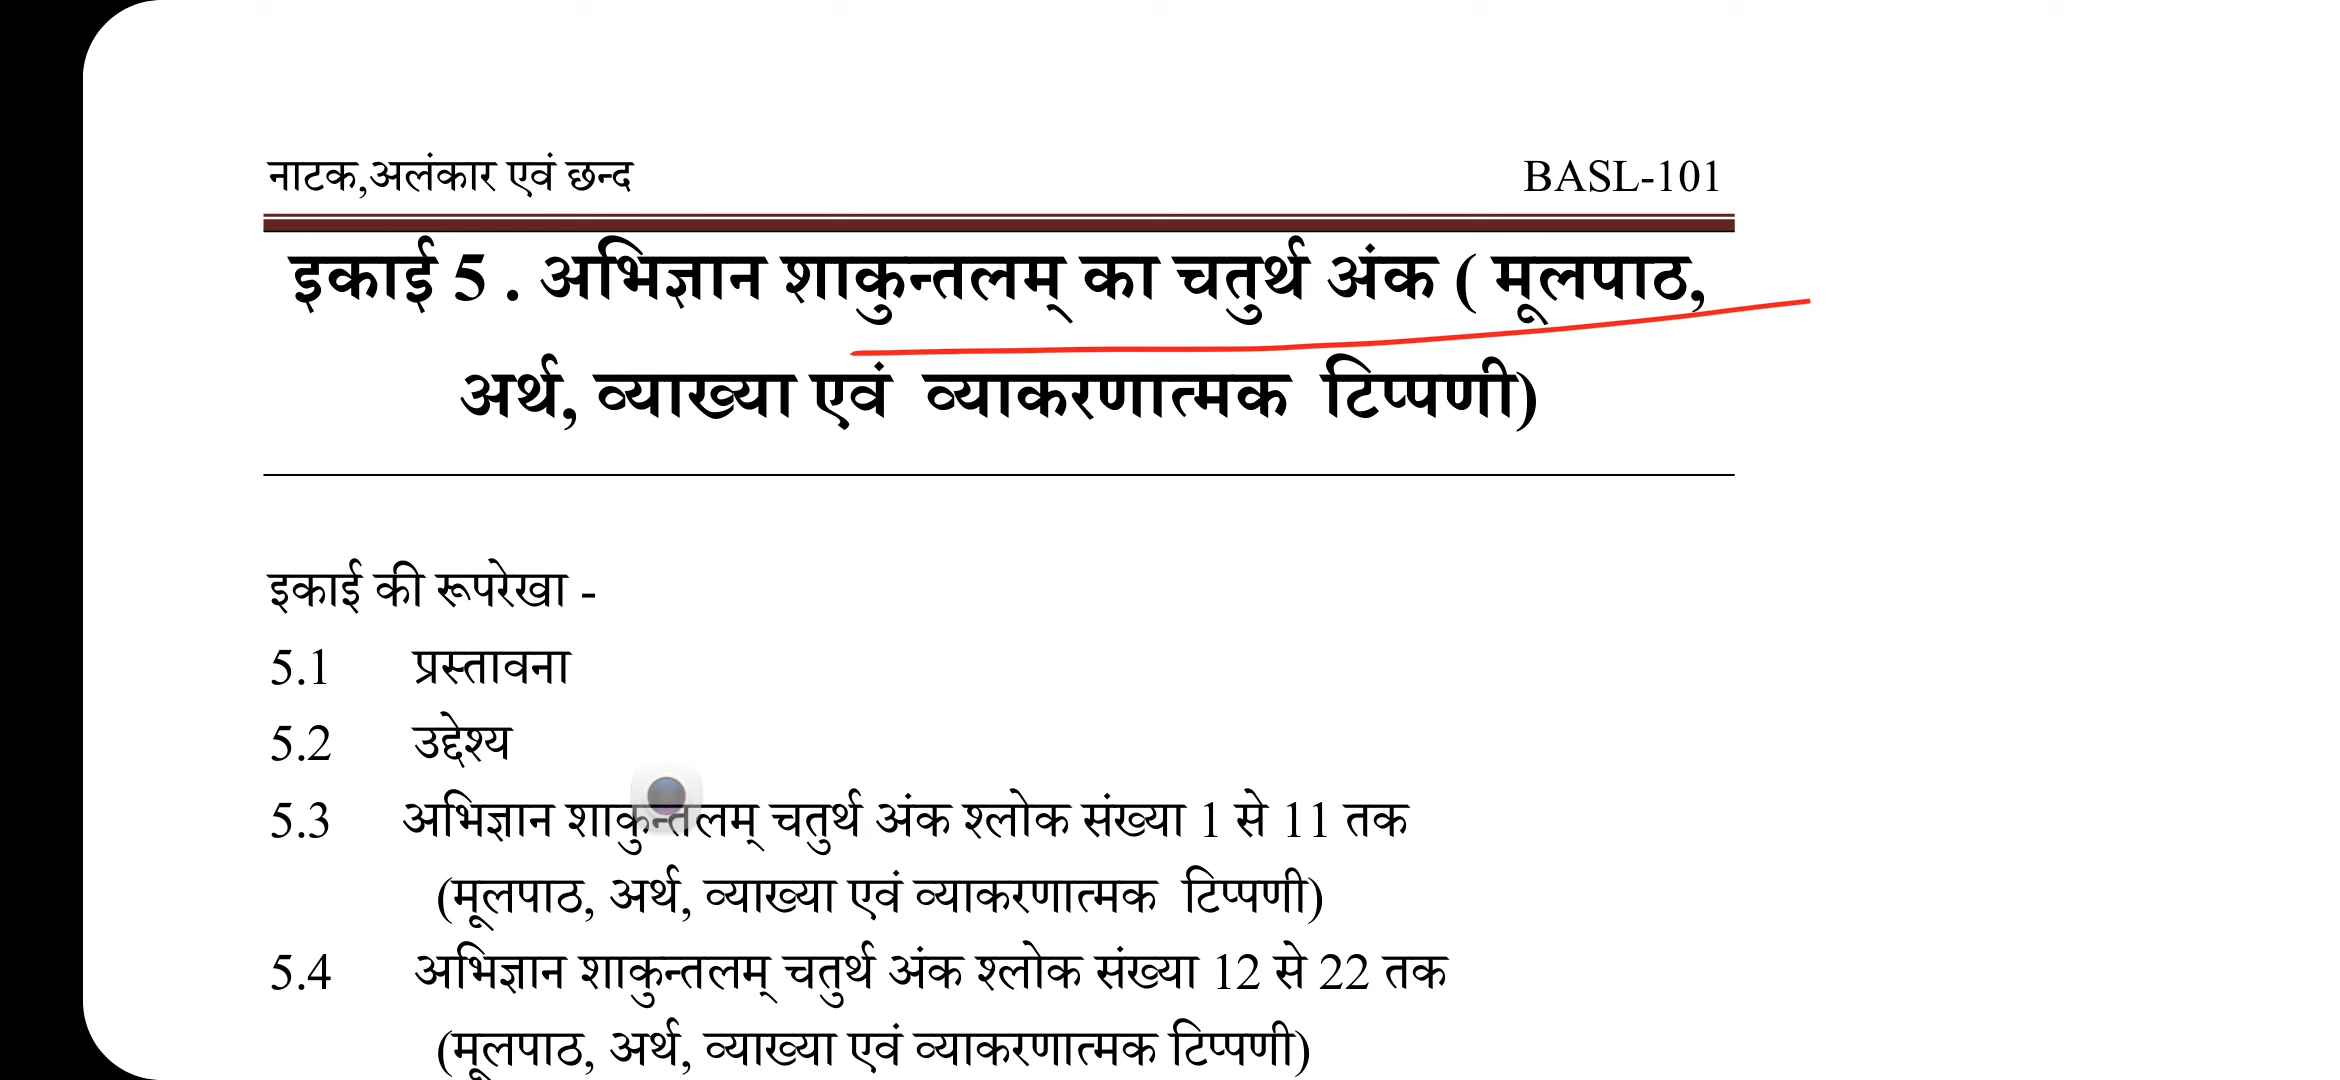 नाटक,अलंकार एवं छन्द BASL-101
इकाई 5 . अभिज्ञान शाकुन्तलम् का चतुर्थ अंक ( मूलपाठ,
अर्थ, व्याख्या एवं व्याकरणात्मक टिप्पणी)
इकाई की रूपरेखा -
5.1 प्रस्तावना
5.2 उद्देश्य
5.3 अभिज्ञान शाकुन्तलम् चतुर्थ अंक श्लोक संख्या 1 से 11 तक
(मूलपाठ, अर्थ, व्याख्या एवं व्याकरणात्मक टिप्पणी)
5.4 अभिज्ञान शाकुन्तलम् चतुर्थ अंक श्लोक संख्या 12 से 22 तक
(मूलपाठ, अर्थ, व्याख्या एवं व्याकरणात्मक टिप्पणी)